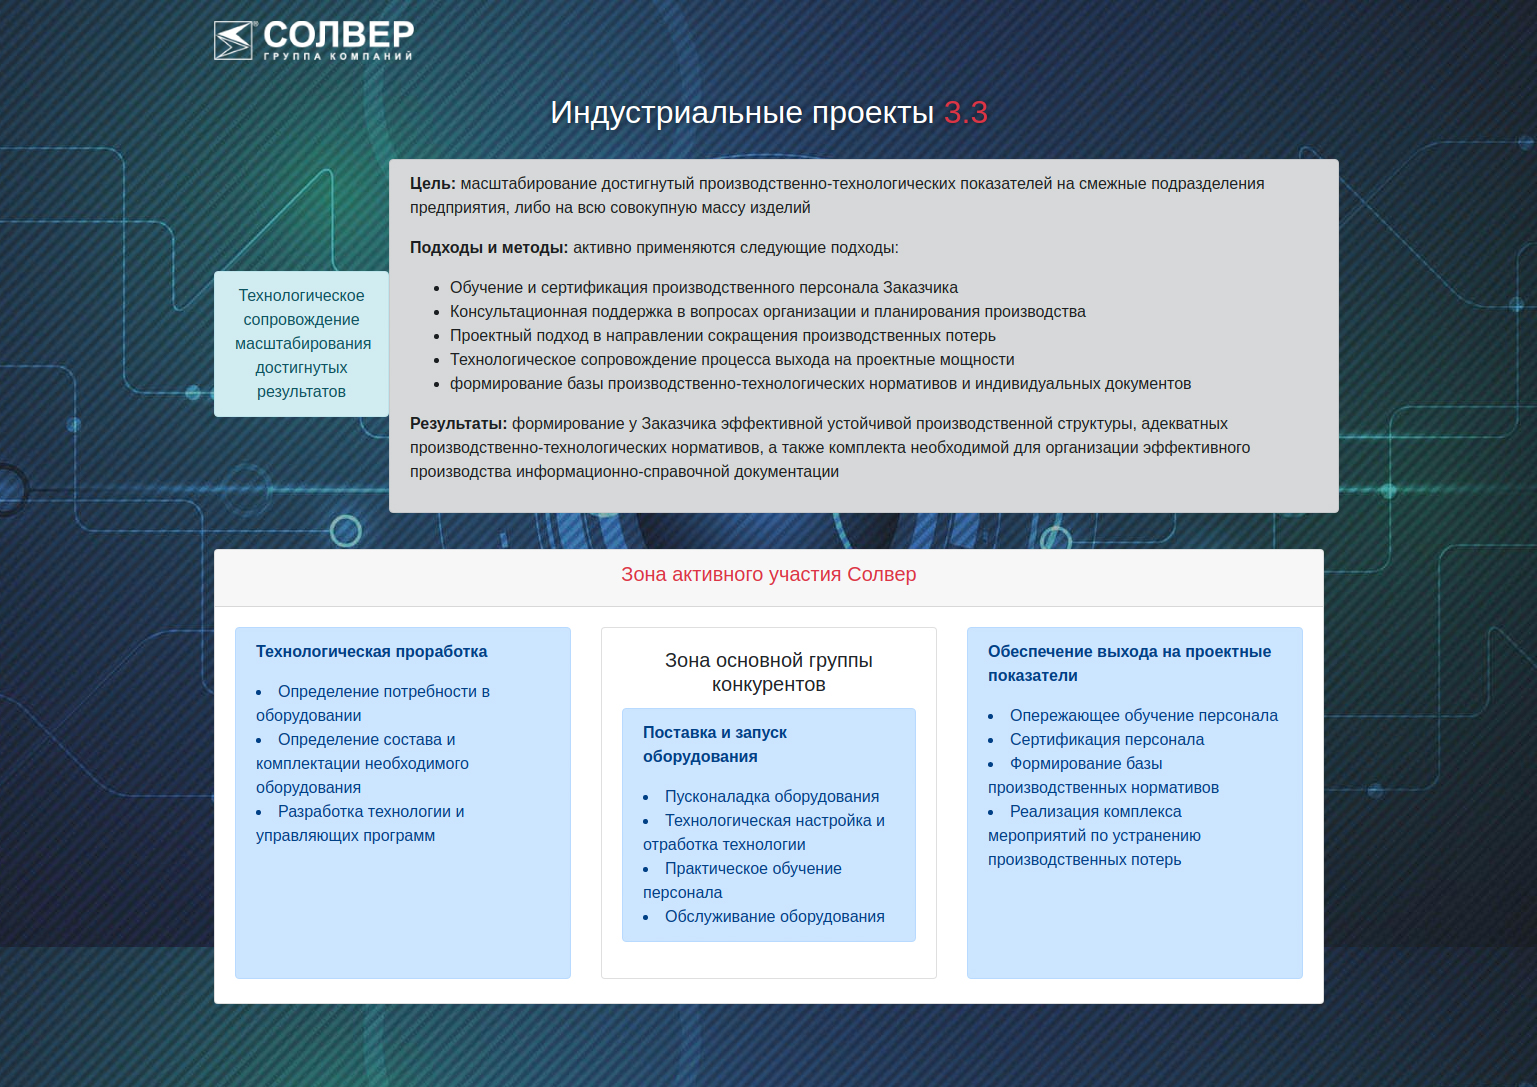 СОЛВЕР®
ГРУППА КОМПАНИЙ
Индустриальные проекты 3.3
Технологическое
сопровождение
масштабирования
достигнутых
результатов
Цель: масштабирование достигнутый производственно-технологических показателей на смежные подразделения
предприятия, либо на всю совокупную массу изделий
Подходы и методы: активно применяются следующие подходы:
• Обучение и сертификация производственного персонала Заказчика
• Консультационная поддержка в вопросах организации и планирования производства
• Проектный подход в направлении сокращения производственных потерь
• Технологическое сопровождение процесса выхода на проектные мощности
• формирование базы производственно-технологических нормативов и индивидуальных документов
Результаты: формирование у Заказчика эффективной устойчивой производственной структуры, адекватных
производственно-технологических нормативов, а также комплекта необходимой для организации эффективного
производства информационно-справочной документации
Зона активного участия Солвер
Технологическая проработка
• Определение потребности в
оборудовании
• Определение состава и
комплектации необходимого
оборудования
• Разработка технологии и
управляющих программ
Зона основной группы
конкурентов
Поставка и запуск
оборудования
• Пусконаладка оборудования
• Технологическая настройка и
отработка технологии
• Практическое обучение
персонала
• Обслуживание оборудования
Обеспечение выхода на проектные
показатели
• Опережающее обучение персонала
• Сертификация персонала
• Формирование базы
производственных нормативов
• Реализация комплекса
мероприятий по устранению
производственных потерь